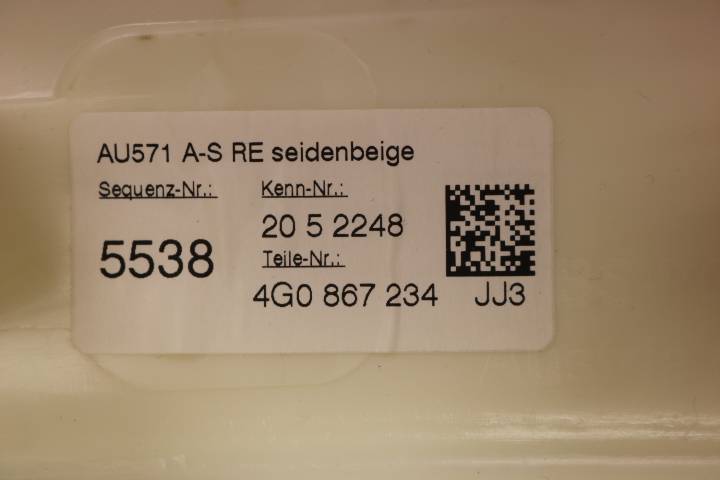 AU571 A-S RE seidenbeige
Sequenz-Nr.: Kenn-Nr.:
5538 20 5 2248
Teile-Nr.:
4G0 867 234 JJ3